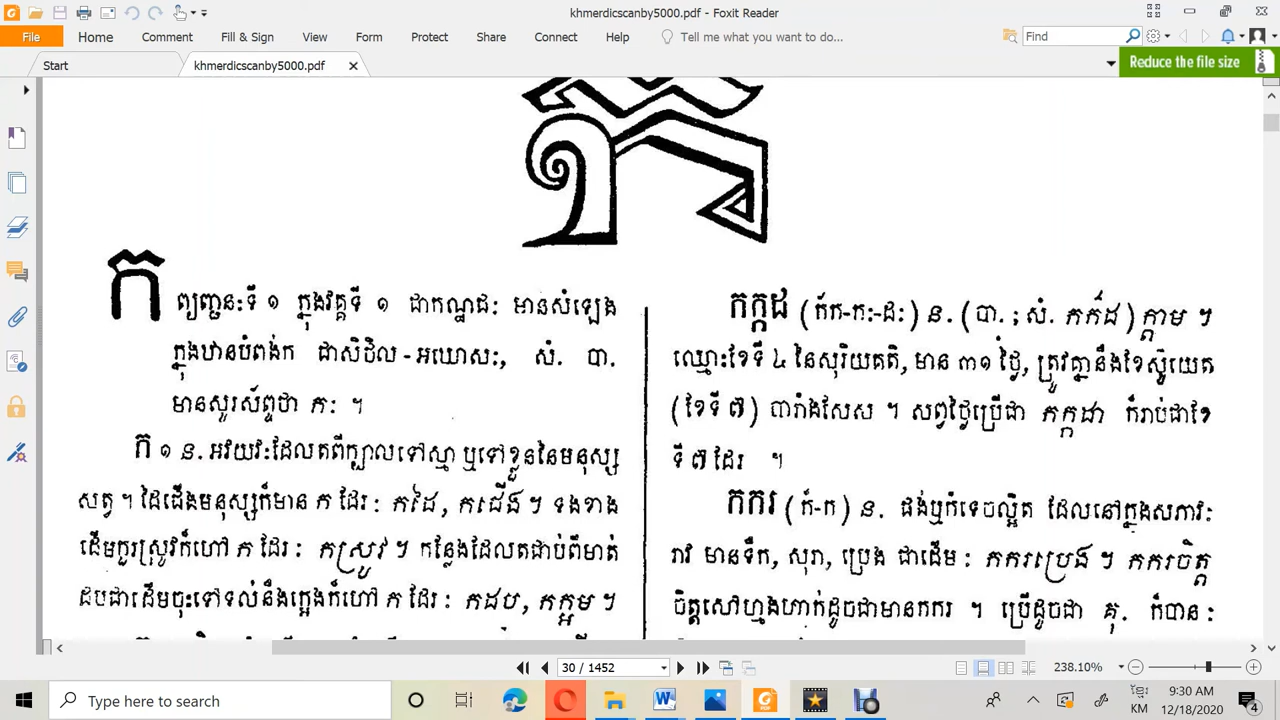 khmerdicscanby5000.pdf - Foxit Reader
File Home Comment Fill & Sign View Form Protect Share Connect Help Tell me what you want to do... Find
Start khmerdicscanby5000.pdf Reduce the file size
ក
ក ព្យញ្ជនៈទី ១ ក្នុងវគ្គទី ១ ជាកណ្ឋជៈ មានសំឡេង
ក្នុងឋានបំពង់ក ជាសិថិល - អឃោសៈ, សំ. បា.
មានសូរស័ព្ទថា កៈ ។
ក ១ ន. អវយវៈដែលតពីក្បាលទៅស្មា ឬទៅខ្លួននៃមនុស្ស
សត្វ ។ ដៃជើងមនុស្សក៏មាន ក ដែរ : កដៃ, កជើង ។ ទងខាង
ដើមកួរស្រូវក៏ហៅ ក ដែរ : កស្រូវ ។ កន្លែងដែលតជាប់ពីមាត់
ដបជាដើមចុះទៅទល់នឹងក្អេងក៏ហៅ ក ដែរ : កដប, កក្អម ។
កក្កដ (ក័ក-កៈ-ដៈ) ន. (បា. ; សំ. កក៌ដ) ក្ដាម ។
ឈ្មោះខែទី ៤ នៃសុរិយគតិ, មាន ៣១ ថ្ងៃ, ត្រូវគ្នានឹងខែស៊ូយេត
(ខែទី ៧) បារាំងសែស ។ សព្វថ្ងៃប្រើជា កក្កដា ក៏រាប់ជាខែ
ទី ៧ ដែរ ។
កករ (ក៏-ក) ន. ផង់ឬកំទេចល្អិត ដែលនៅក្នុងសភាវៈ
រាវ មានទឹក, សុរា, ប្រេង ជាដើម : កករប្រេង ។ កករចិត្ត
ចិត្តសៅហ្មងហាក់ដូចជាមានកករ ។ ប្រើដូចជា គុ. ក៏បាន :
30 / 1452 238.10%
Type here to search KM 9:30 AM
12/18/2020 4